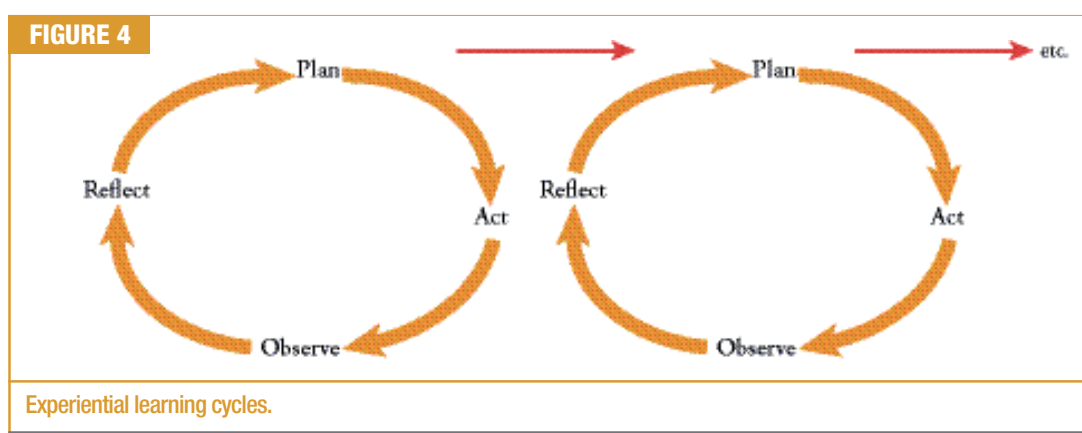 FIGURE 4
Plan
Plan
etc.
Reflect
Act
Reflect
Act
Observe
Observe
Experiential learning cycles.